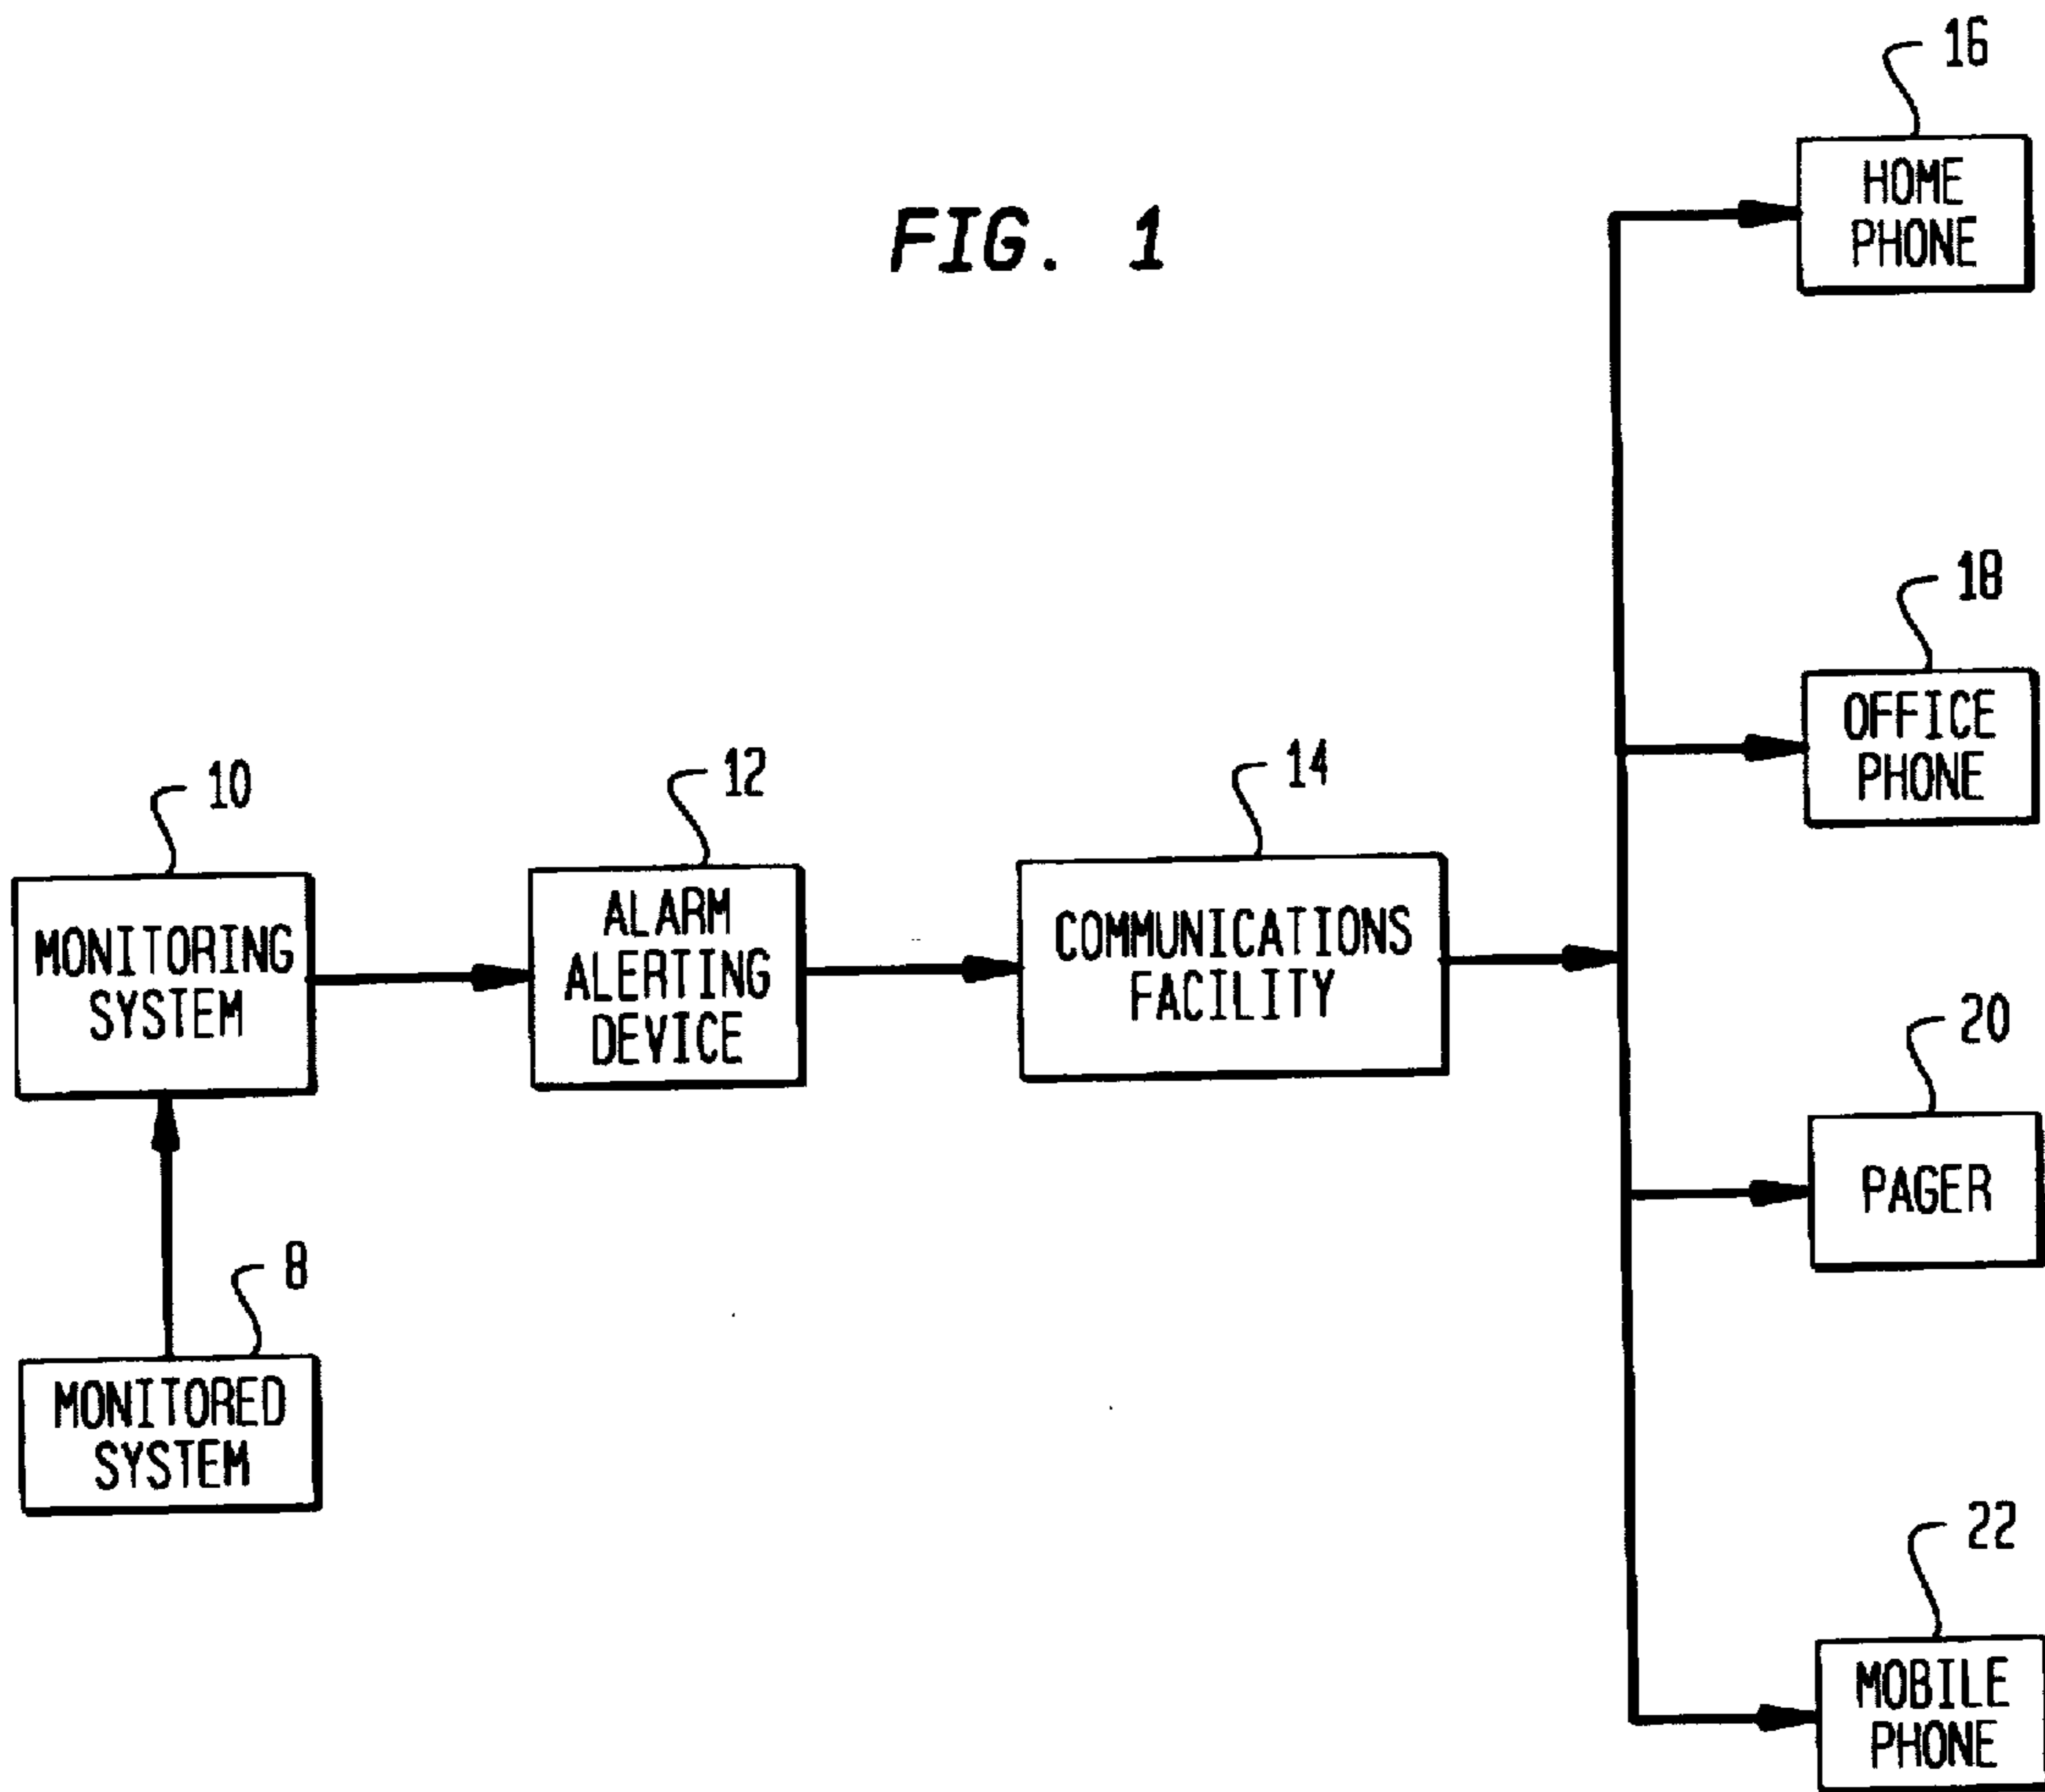 FIG. 1
16
HOME
PHONE
18
OFFICE
PHONE
10
MONITORING
SYSTEM
12
ALARM
ALERTING
DEVICE
14
COMMUNICATIONS
FACILITY
20
PAGER
8
MONITORED
SYSTEM
22
MOBILE
PHONE